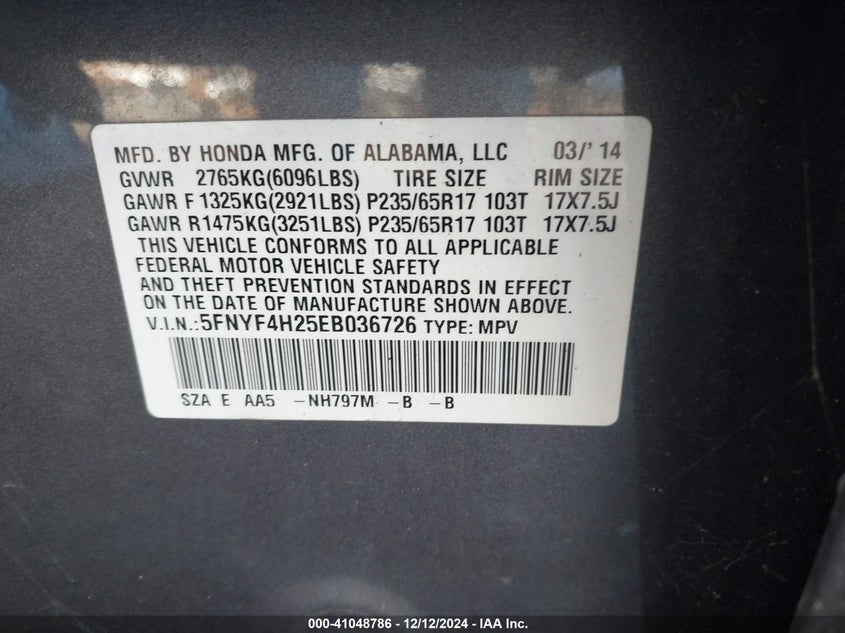 MFD. BY HONDA MFG. OF ALABAMA, LLC 03/' 14
GVWR 2765KG(6096LBS) TIRE SIZE RIM SIZE
GAWR F 1325KG(2921LBS) P235/65R17 103T 17X7.5J
GAWR R1475KG(3251LBS) P235/65R17 103T 17X7.5J
THIS VEHICLE CONFORMS TO ALL APPLICABLE
FEDERAL MOTOR VEHICLE SAFETY
AND THEFT PREVENTION STANDARDS IN EFFECT
ON THE DATE OF MANUFACTURE SHOWN ABOVE.
V.I.N.:5FNYF4H25EB036726 TYPE: MPV
SZA E AA5 -NH797M -B -B
000-41048786 - 12/12/2024 - IAA Inc.